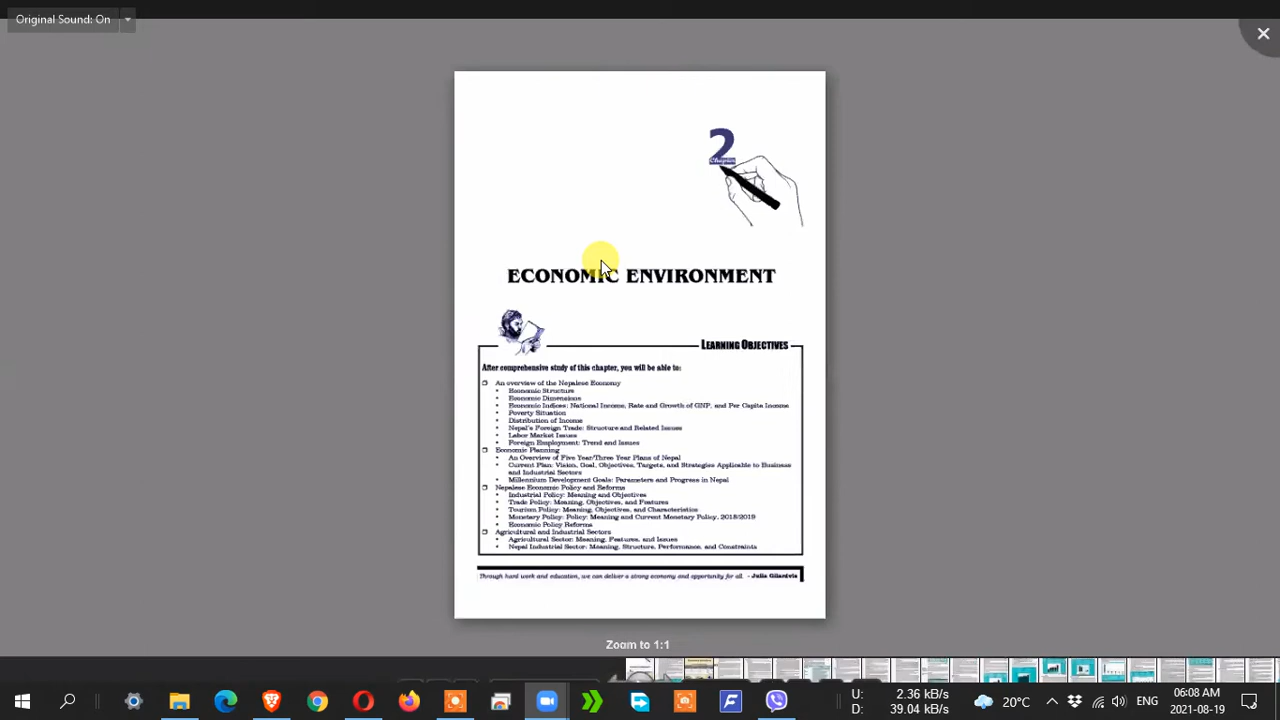 Original Sound: On
2
Chapter
ECONOMIC ENVIRONMENT
LEARNING OBJECTIVES
After comprehensive study of this chapter, you will be able to:
❐ An overview of the Nepalese Economy
• Economic Structure
• Economic Dimensions
• Economic Indices: National Income, Rate and Growth of GNP, and Per Capita Income
• Poverty Situation
• Distribution of Income
• Nepal's Foreign Trade: Structure and Related Issues
• Labor Market Issues
• Foreign Employment: Trend and Issues
❐ Economic Planning
• An Overview of Five Year/Three Year Plans of Nepal
• Current Plan: Vision, Goal, Objectives, Targets, and Strategies Applicable to Business
and Industrial Sectors
• Millennium Development Goals: Parameters and Progress in Nepal
❐ Nepalese Economic Policy and Reforms
• Industrial Policy: Meaning and Objectives
• Trade Policy: Meaning, Objectives, and Features
• Tourism Policy: Meaning, Objectives, and Characteristics
• Monetary Policy: Policy: Meaning and Current Monetary Policy, 2018/2019
• Economic Policy Reforms
❐ Agricultural and Industrial Sectors
• Agricultural Sector: Meaning, Features, and Issues
• Nepal Industrial Sector: Meaning, Structure, Performance, and Constraints
Through hard work and education, we can deliver a strong economy and opportunity for all. - Julia Gilardvia
Zoom to 1:1
U: 2.36 kB/s
D: 39.04 kB/s
20°C
ENG
06:08 AM
2021-08-19